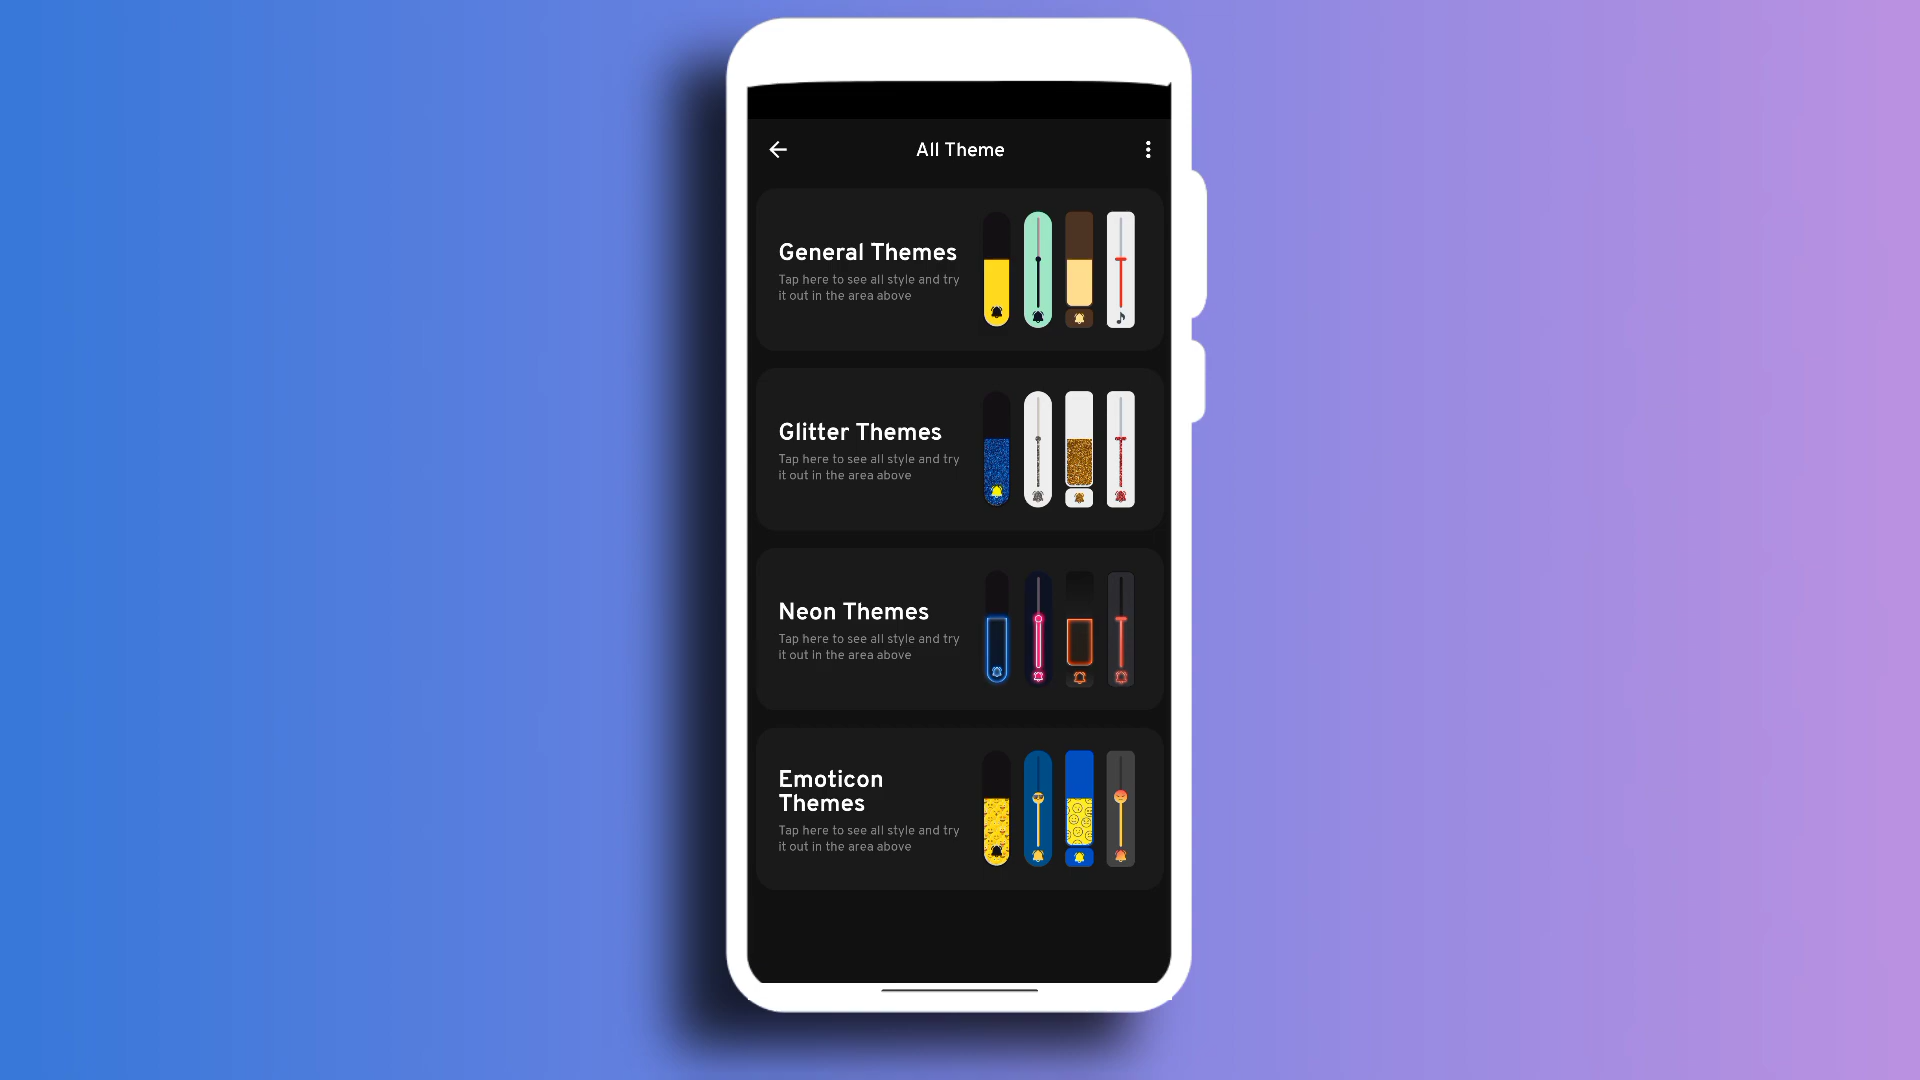 All Theme
General Themes
Tap here to see all style and try
it out in the area above
Glitter Themes
Tap here to see all style and try
it out in the area above
Neon Themes
Tap here to see all style and try
it out in the area above
Emoticon
Themes
Tap here to see all style and try
it out in the area above